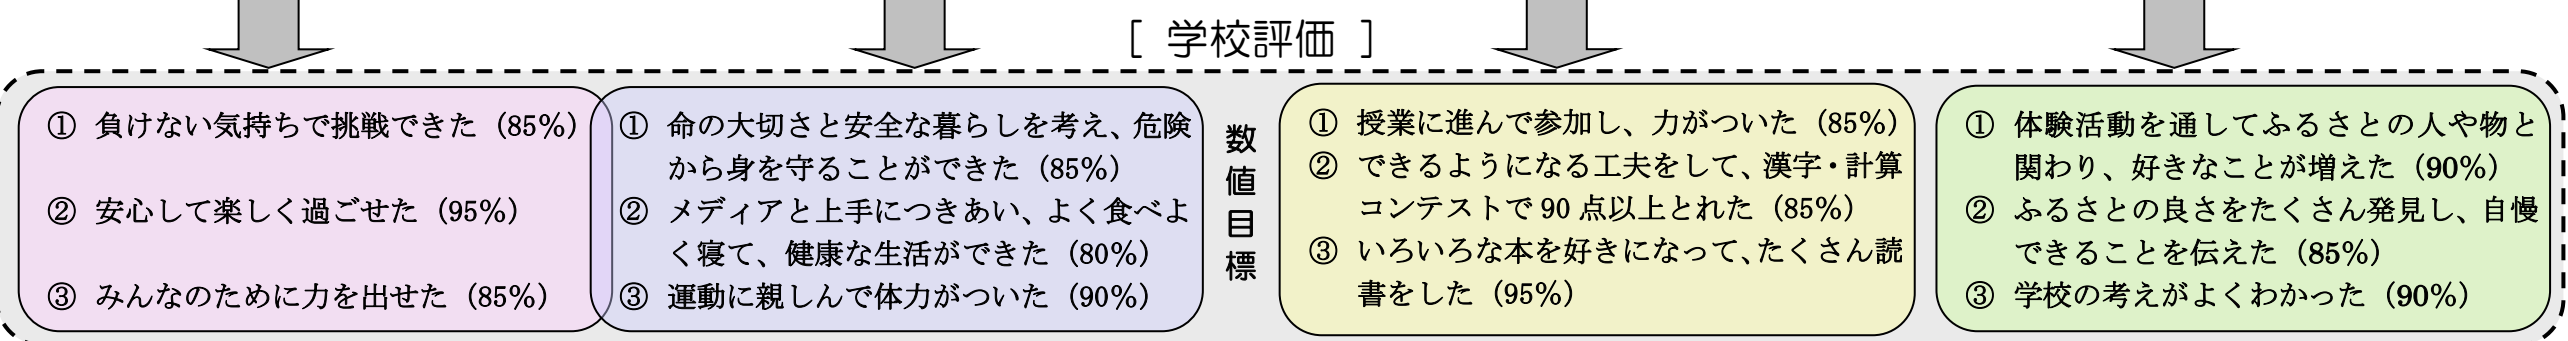 [ 学校評価 ]
① 負けない気持ちで挑戦できた（85%）
② 安心して楽しく過ごせた（95%）
③ みんなのために力を出せた（85%）
① 命の大切さと安全な暮らしを考え、危険
から身を守ることができた（85%）
② メディアと上手につきあい、よく食べよ
く寝て、健康な生活ができた（80%）
③ 運動に親しんで体力がついた（90%）
数値目標
① 授業に進んで参加し、力がついた（85%）
② できるようになる工夫をして、漢字・計算
コンテストで 90 点以上とれた（85%）
③ いろいろな本を好きになって、たくさん読
書をした（95%）
① 体験活動を通してふるさとの人や物と
関わり、好きなことが増えた（90%）
② ふるさとの良さをたくさん発見し、自慢
できることを伝えた（85%）
③ 学校の考えがよくわかった（90%）